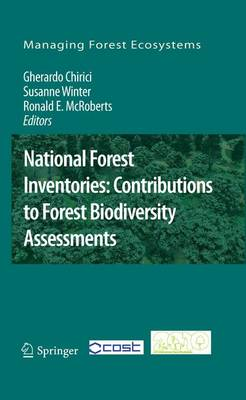 Managing Forest Ecosystems
Gherardo Chirici
Susanne Winter
Ronald E. McRoberts
Editors
National Forest
Inventories: Contributions
to Forest Biodiversity
Assessments
Springer
cost